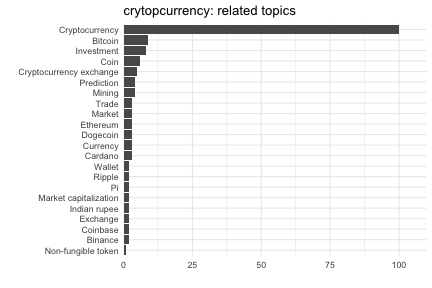 crytopcurrency: related topics
Cryptocurrency
Bitcoin
Investment
Coin
Cryptocurrency exchange
Prediction
Mining
Trade
Market
Ethereum
Dogecoin
Currency
Cardano
Wallet
Ripple
Pi
Market capitalization
Indian rupee
Exchange
Coinbase
Binance
Non-fungible token
0 25 50 75 100